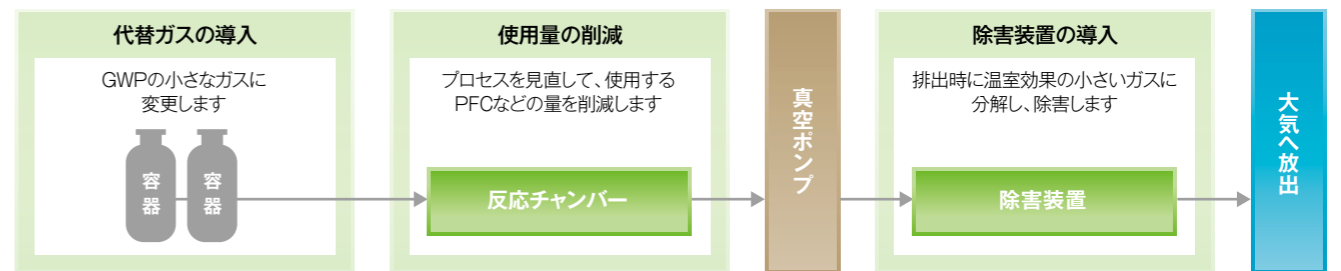 代替ガスの導入
GWPの小さなガスに
変更します
容器
容器
使用量の削減
プロセスを見直して、使用する
PFCなどの量を削減します
反応チャンバー
真空ポンプ
除害装置の導入
排出時に温室効果の小さいガスに
分解し、除害します
除害装置
大気へ放出